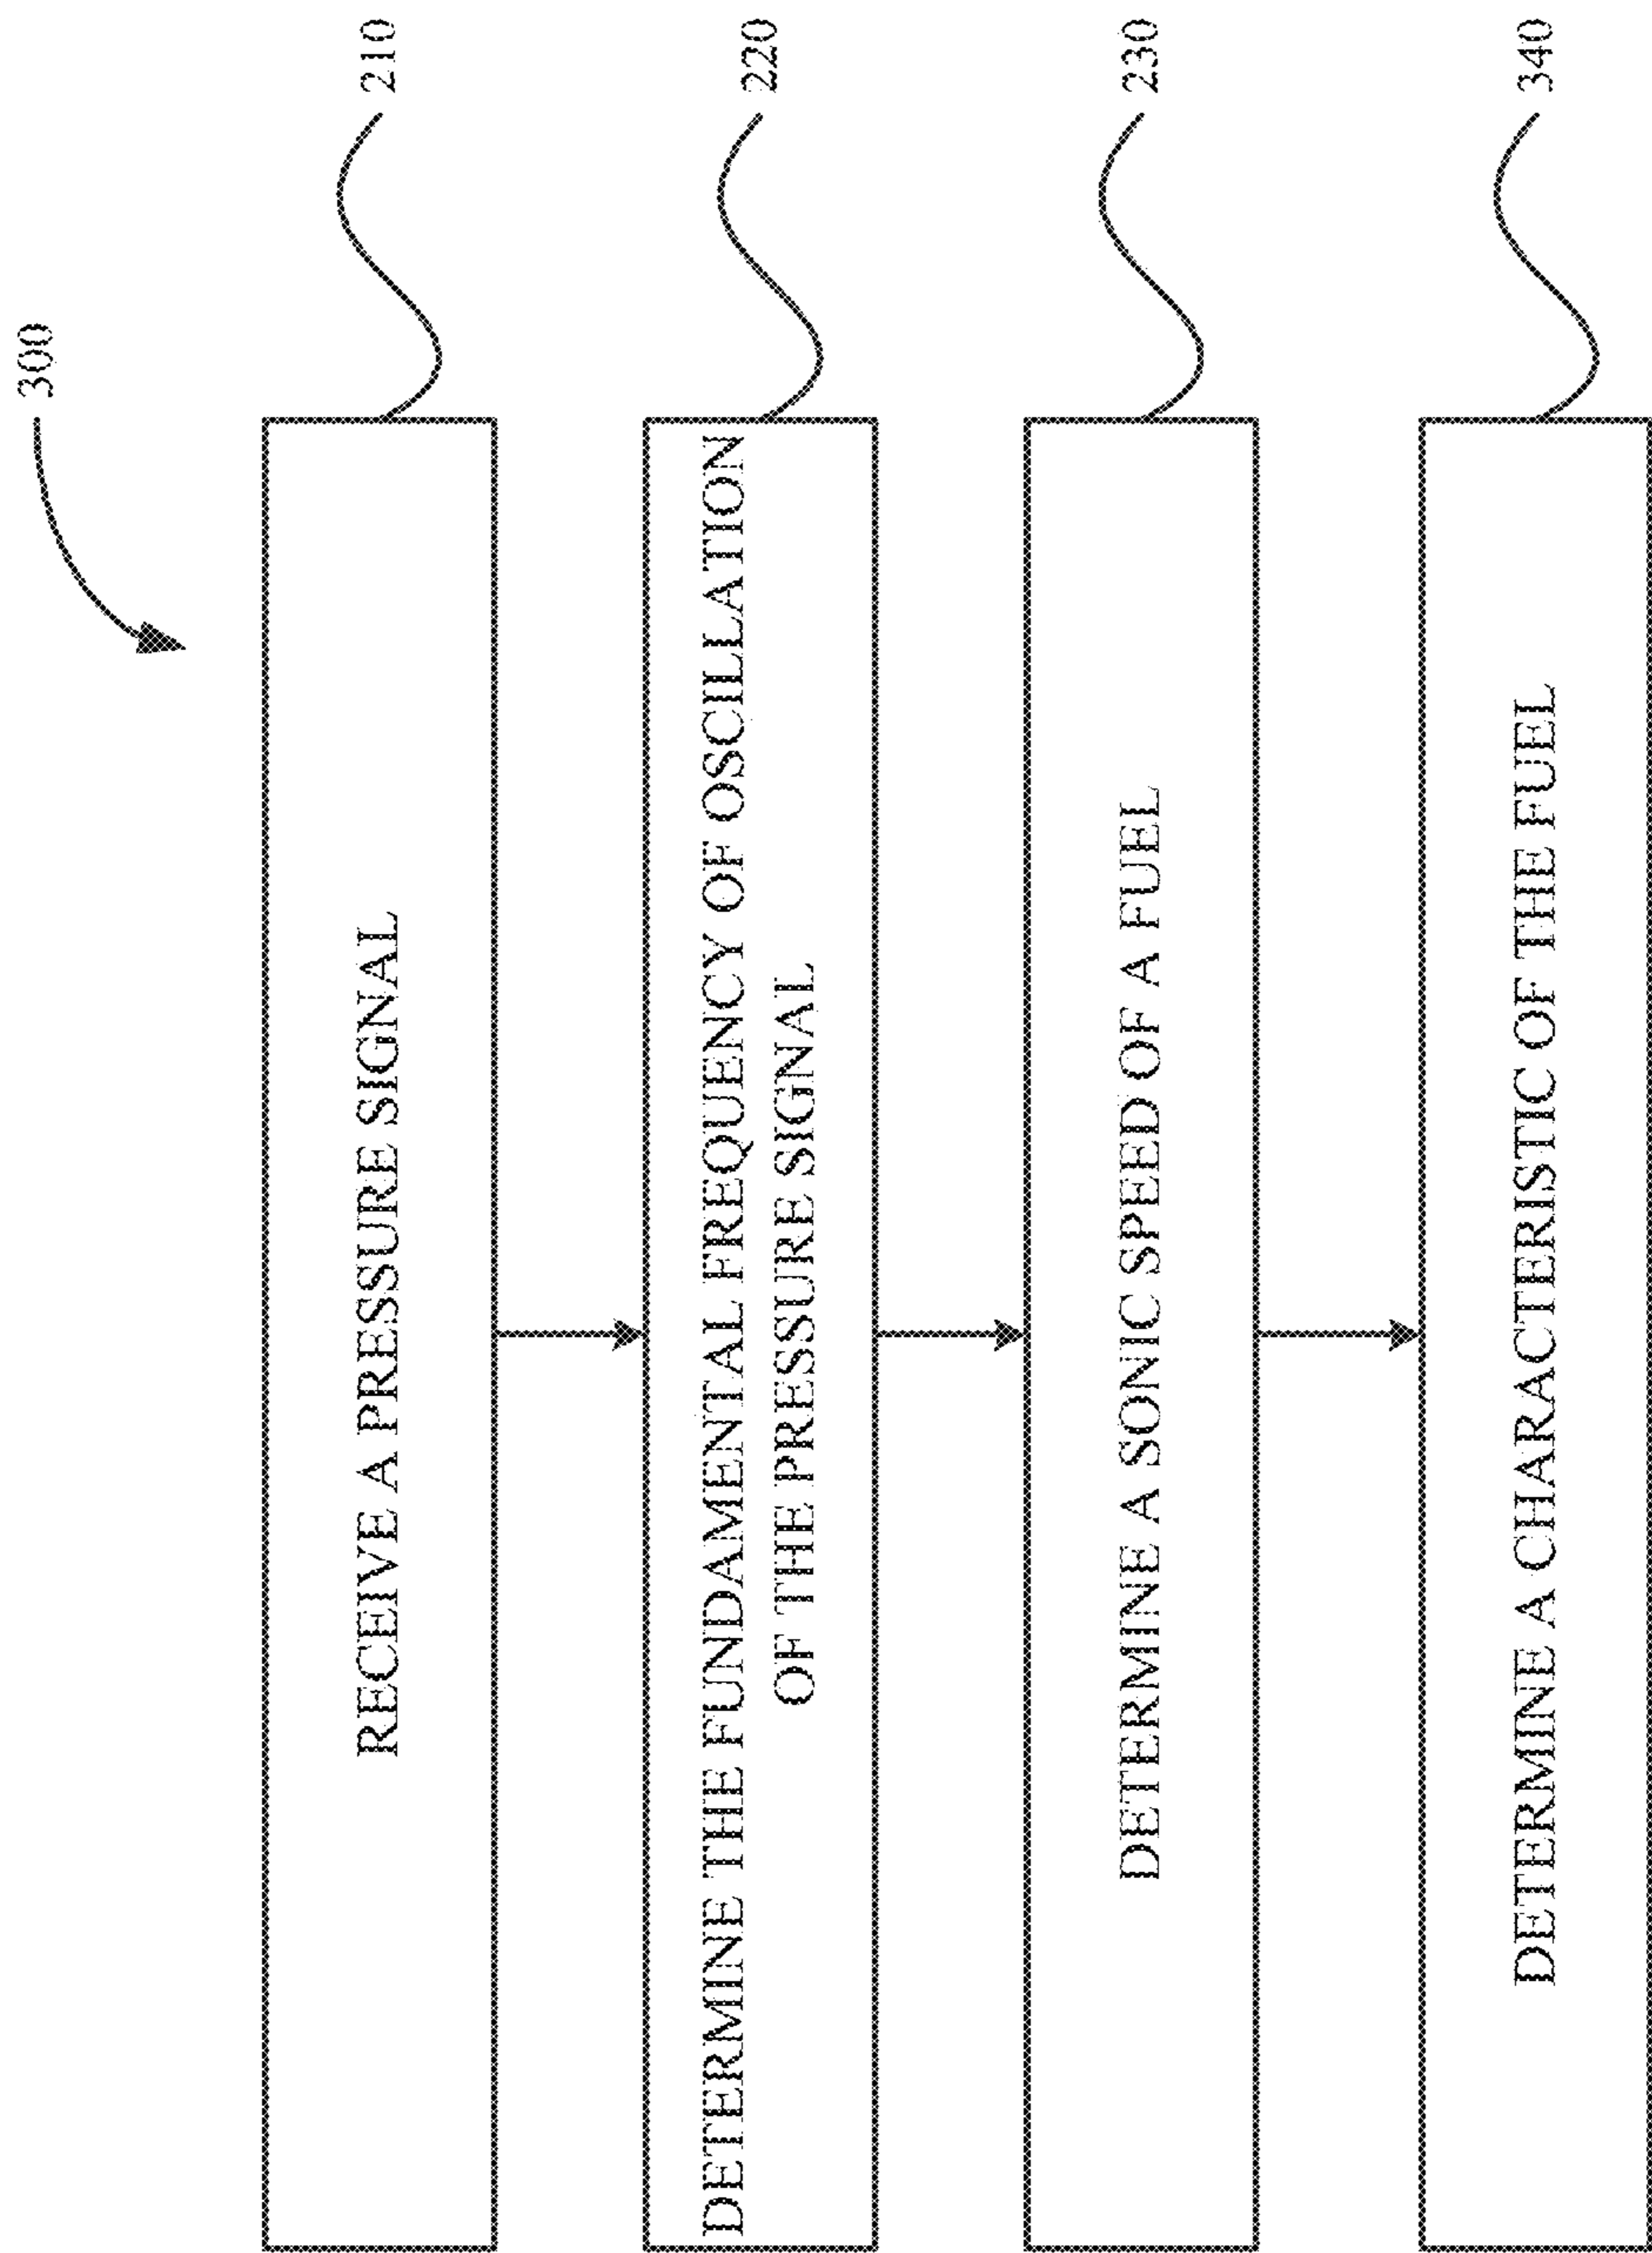 300
RECEIVE A PRESSURE SIGNAL
210
DETERMINE THE FUNDAMENTAL FREQUENCY OF OSCILLATION
OF THE PRESSURE SIGNAL
220
DETERMINE A SONIC SPEED OF A FUEL
230
DETERMINE A CHARACTERISTIC OF THE FUEL
340